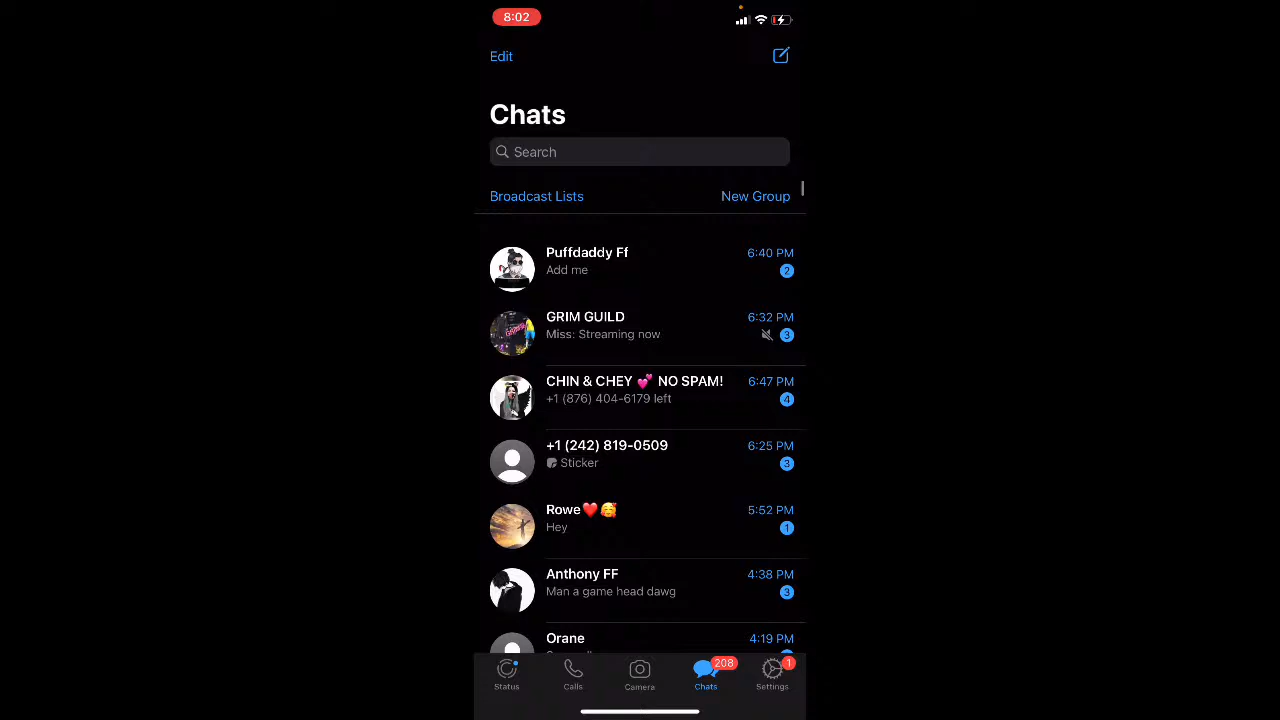 8:02
Edit
Chats
Search
Broadcast Lists
New Group
Puffdaddy Ff
6:40 PM
Add me
2
GRIM GUILD
6:32 PM
Miss: Streaming now
3
CHIN & CHEY 💕 NO SPAM!
6:47 PM
+1 (876) 404-6179 left
4
+1 (242) 819-0509
6:25 PM
Sticker
3
Rowe❤️🥰
5:52 PM
Hey
1
Anthony FF
4:38 PM
Man a game head dawg
3
Orane
4:19 PM
208
1
Status
Calls
Camera
Chats
Settings